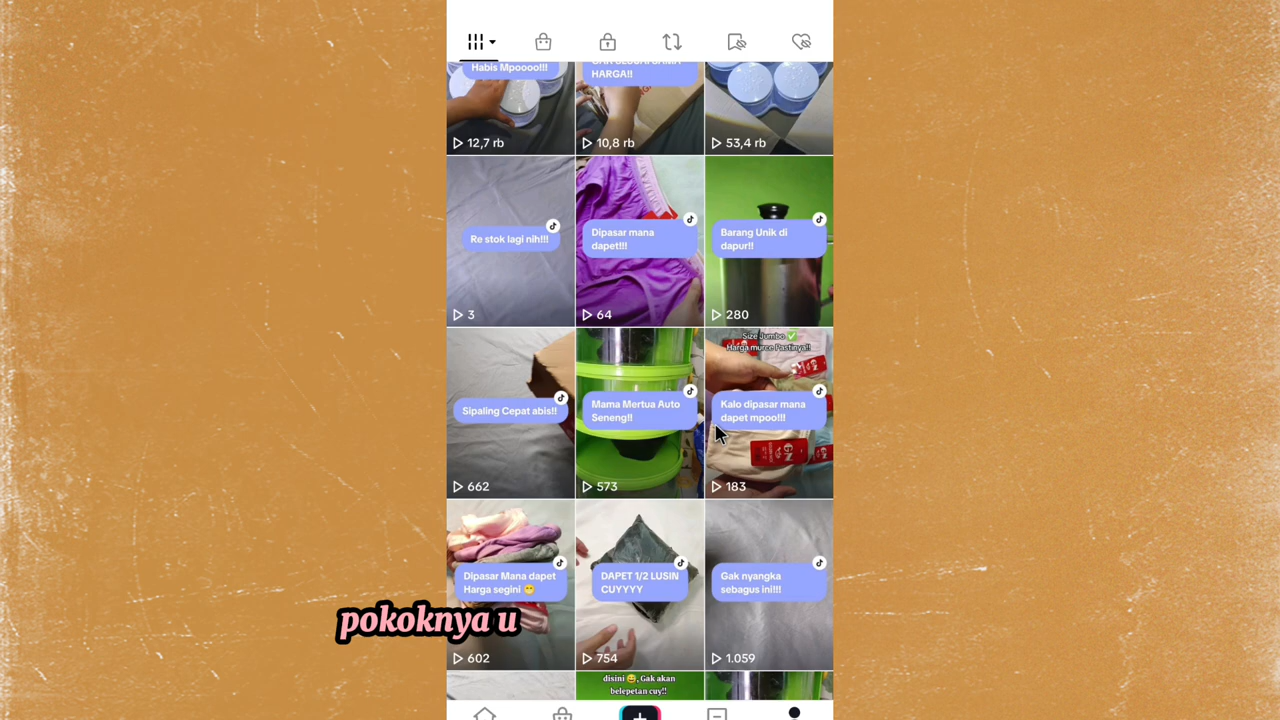 Habis Mpoooo!!!
HARGA!!
12,7 rb
10,8 rb
53,4 rb
Re stok lagi nih!!!
Dipasar mana
dapet!!!
Barang Unik di
dapur!!
3
64
280
Sipaling Cepat abis!!
Mama Mertua Auto
Seneng!!
Size Jumbo ✅
Harga murce Pastinya!!
Kalo dipasar mana
dapet mpoo!!!
GN
662
573
183
Dipasar Mana dapet
Harga segini 😁
DAPET 1/2 LUSIN
CUYYYY
Gak nyangka
sebagus ini!!!
pokoknya u
602
754
1.059
disini 😅, Gak akan
belepetan cuy!!